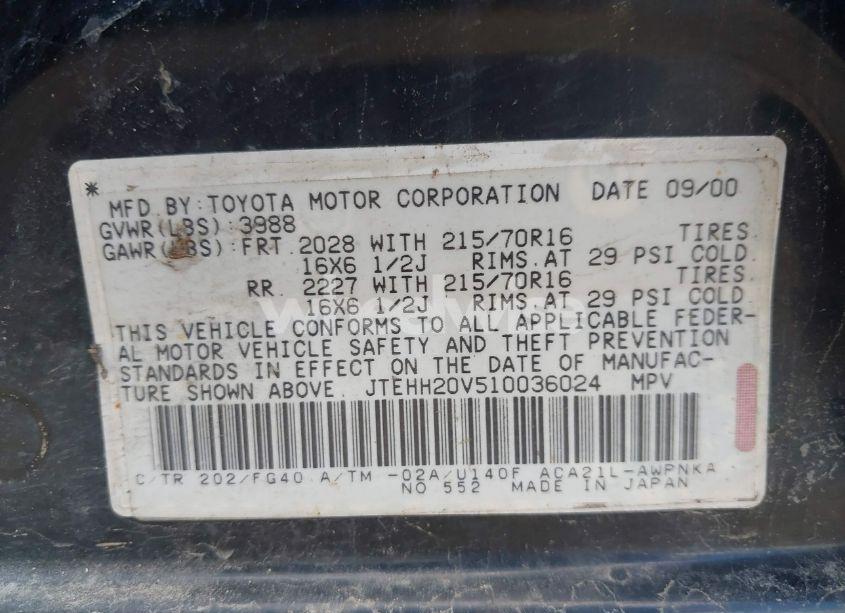 * MFD BY:TOYOTA MOTOR CORPORATION DATE 09/00
GVWR(LBS):3988
GAWR(LBS):FRT 2028 WITH 215/70R16 TIRES.
16X6 1/2J RIMS.AT 29 PSI COLD.
RR. 2227 WITH 215/70R16 TIRES.
16X6 1/2J RIMS.AT 29 PSI COLD.
THIS VEHICLE CONFORMS TO ALL APPLICABLE FEDER-
AL MOTOR VEHICLE SAFETY AND THEFT PREVENTION
STANDARDS IN EFFECT ON THE DATE OF MANUFAC-
TURE SHOWN ABOVE. JTEHH20V510036024 MPV
C/TR 202/FG40 A/TM -02A/U140F ACA21L-AWPNKA
NO 552 MADE IN JAPAN